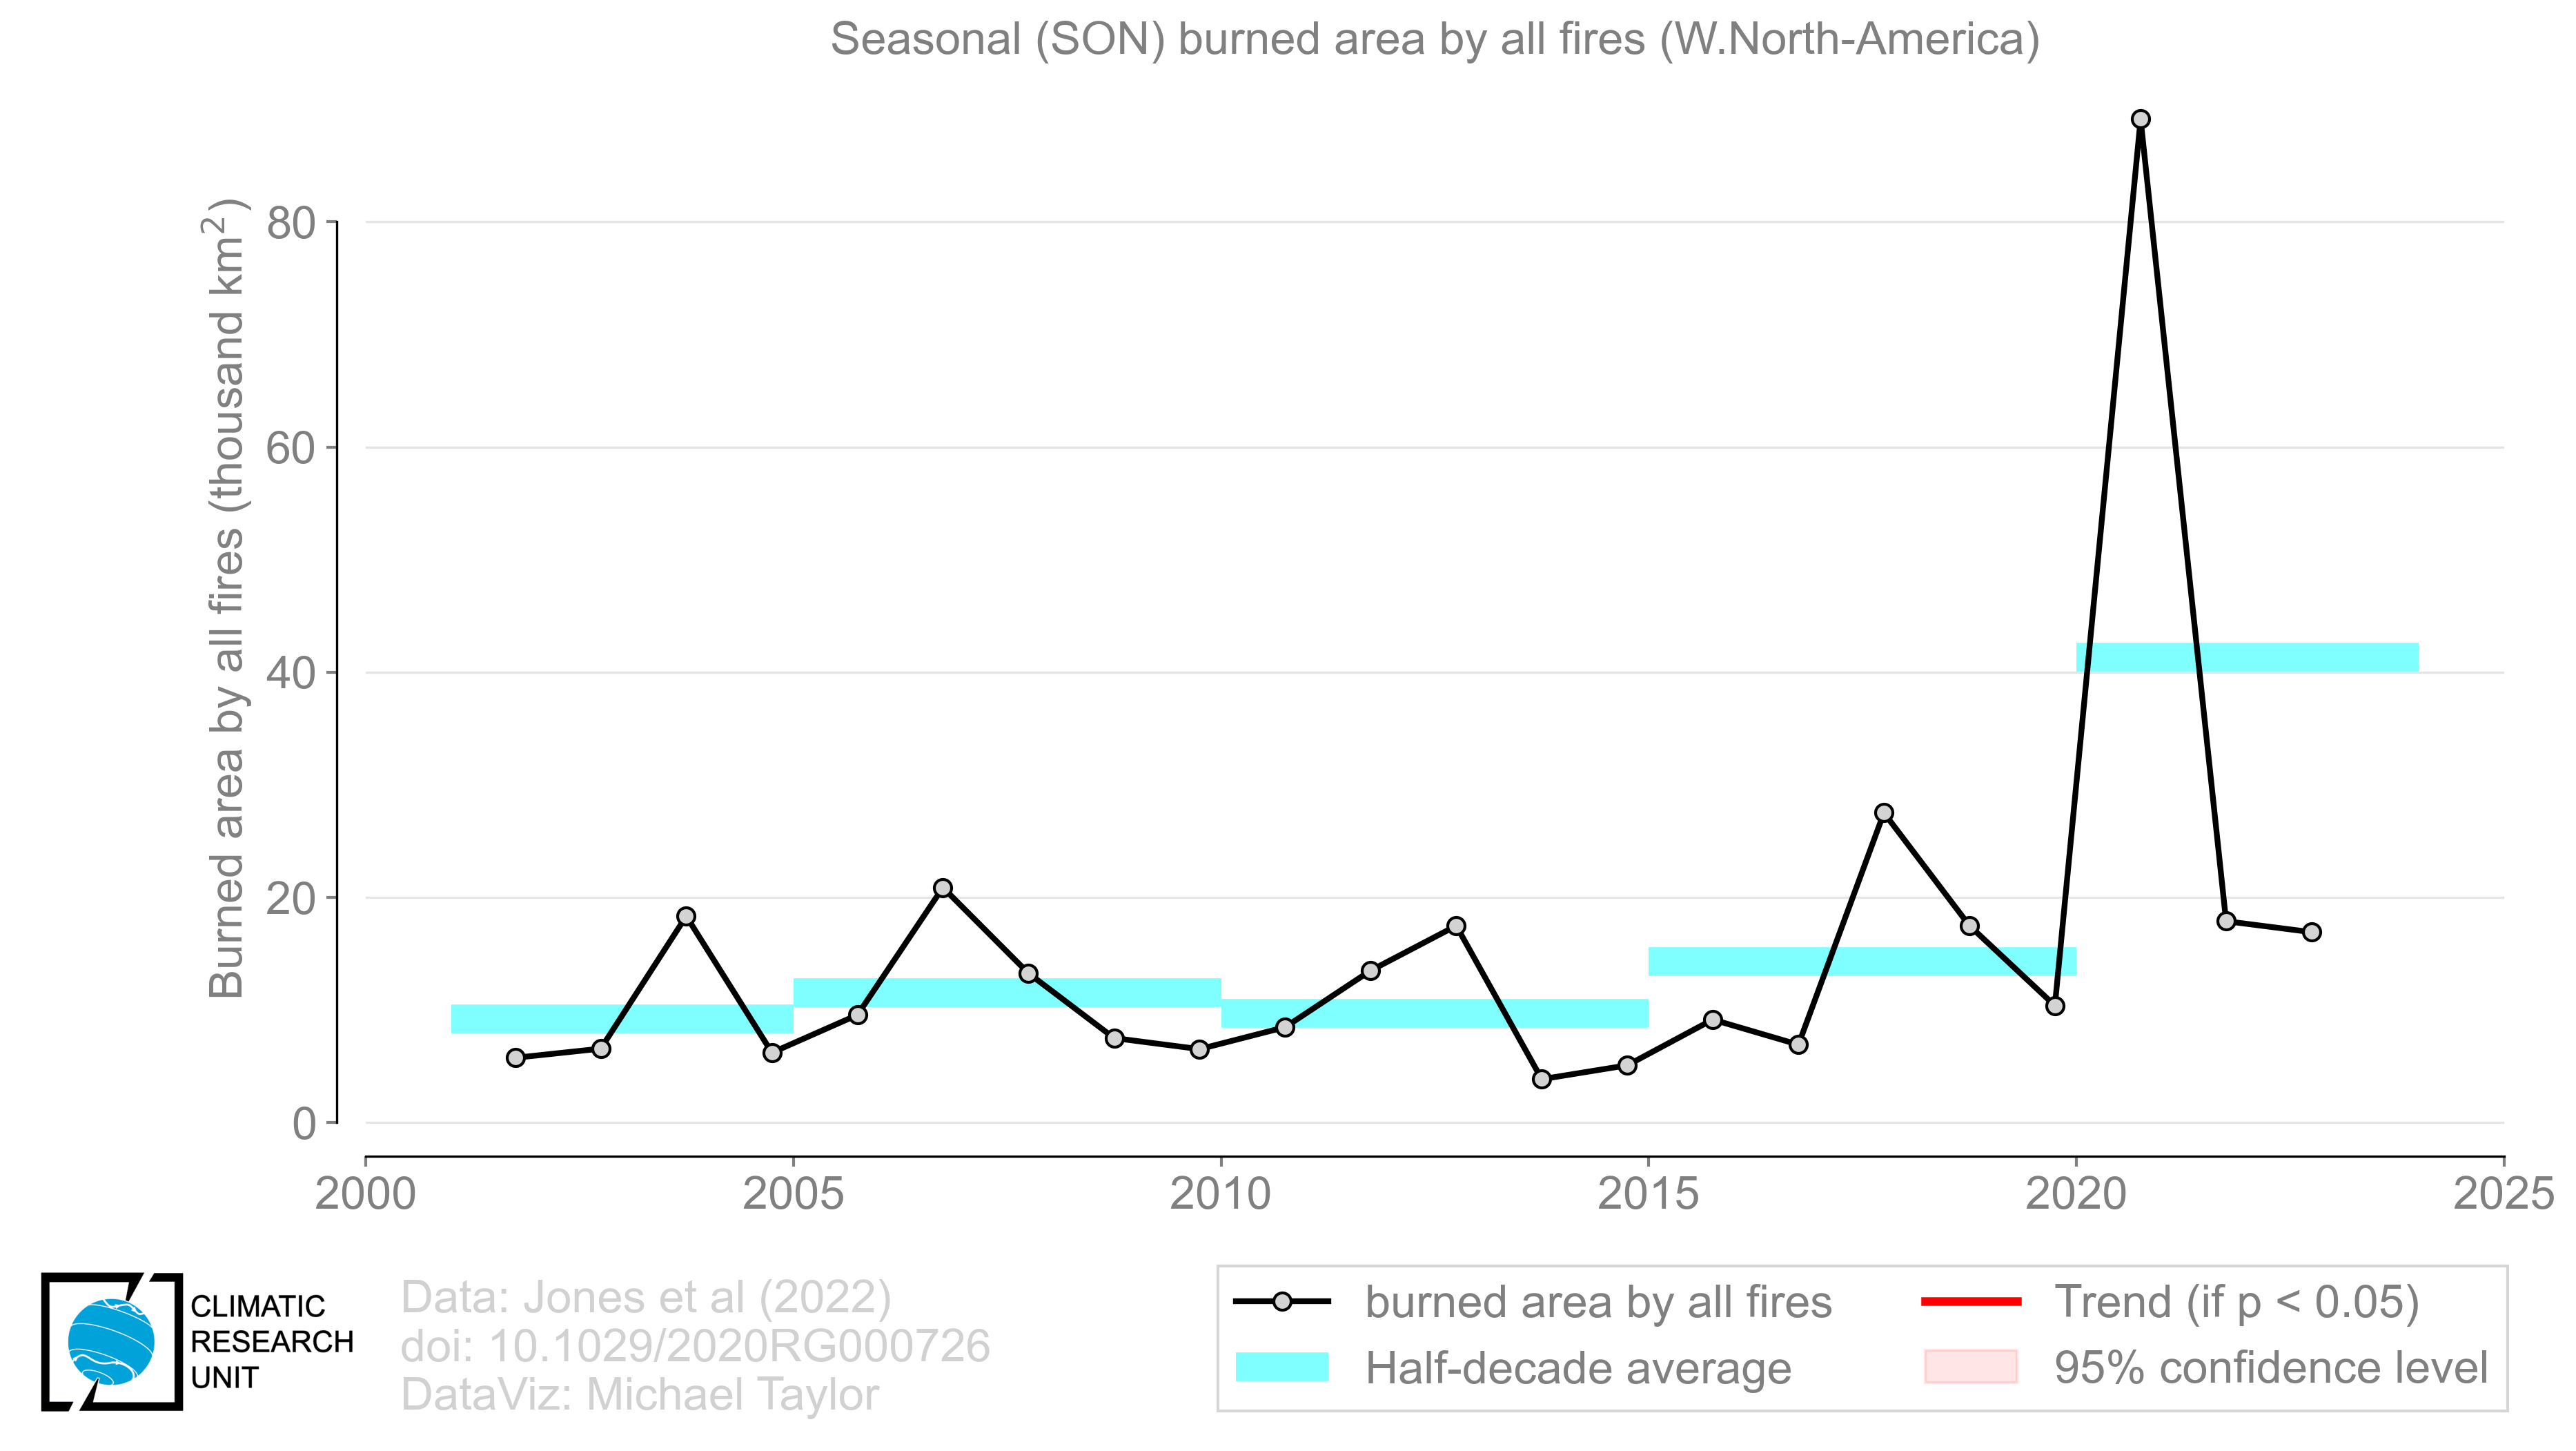 Seasonal (SON) burned area by all fires (W.North-America)
Burned area by all fires (thousand km²)
80
60
40
20
0
2000 2005 2010 2015 2020 2025
CLIMATIC
RESEARCH
UNIT
Data: Jones et al (2022)
doi: 10.1029/2020RG000726
DataViz: Michael Taylor
burned area by all fires
Half-decade average
Trend (if p < 0.05)
95% confidence level